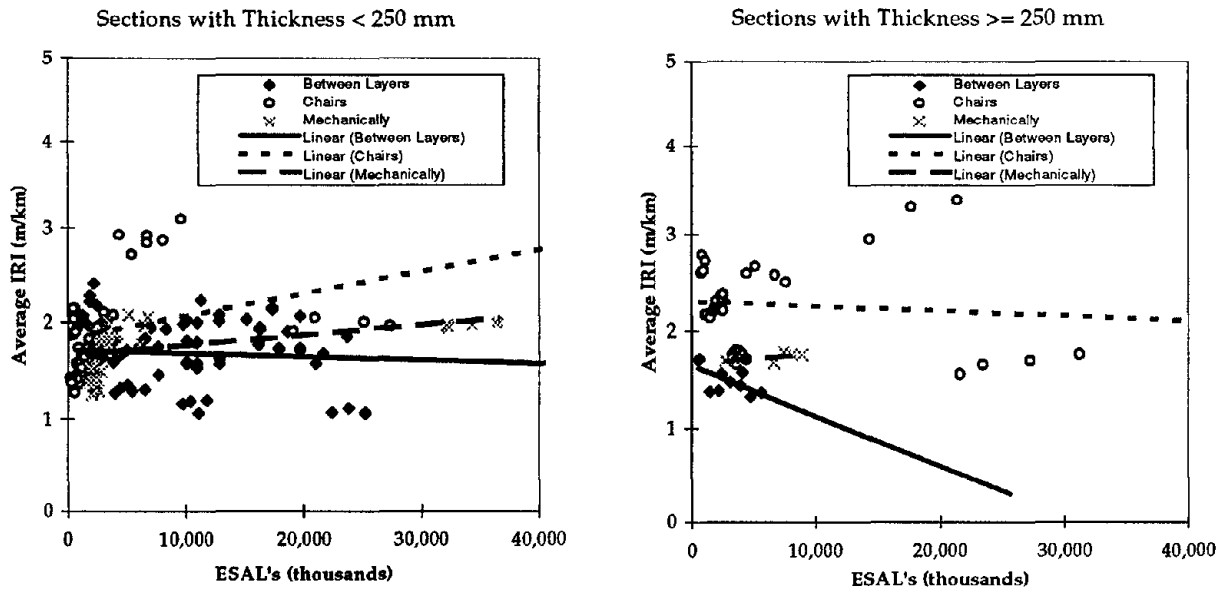 Sections with Thickness < 250 mm
5
4
3
2
1
0
Average IRI (m/km)
Between Layers
Chairs
Mechanically
Linear (Between Layers)
Linear (Chairs)
Linear (Mechanically)
0 10,000 20,000 30,000 40,000
ESAL's (thousands)
Sections with Thickness >= 250 mm
5
4
3
2
1
0
Average IRI (m/km)
Between Layers
Chairs
Mechanically
Linear (Between Layers)
Linear (Chairs)
Linear (Mechanically)
0 10,000 20,000 30,000 40,000
ESAL's (thousands)